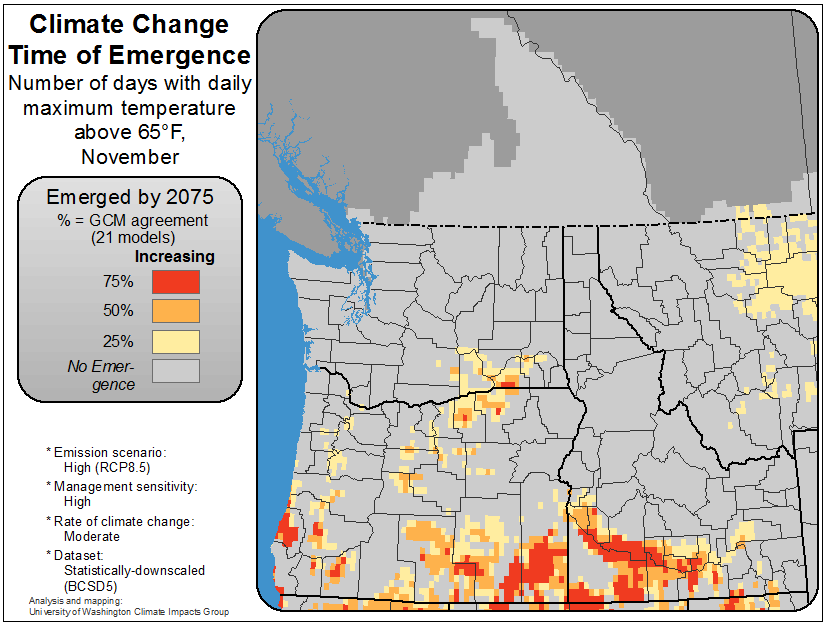 Climate Change
Time of Emergence
Number of days with daily
maximum temperature
above 65°F,
November
Emerged by 2075
% = GCM agreement
(21 models)
Increasing
75%
50%
25%
No Emer-
gence
* Emission scenario:
High (RCP8.5)
* Management sensitivity:
High
* Rate of climate change:
Moderate
* Dataset:
Statistically-downscaled
(BCSD5)
Analysis and mapping:
University of Washington Climate Impacts Group